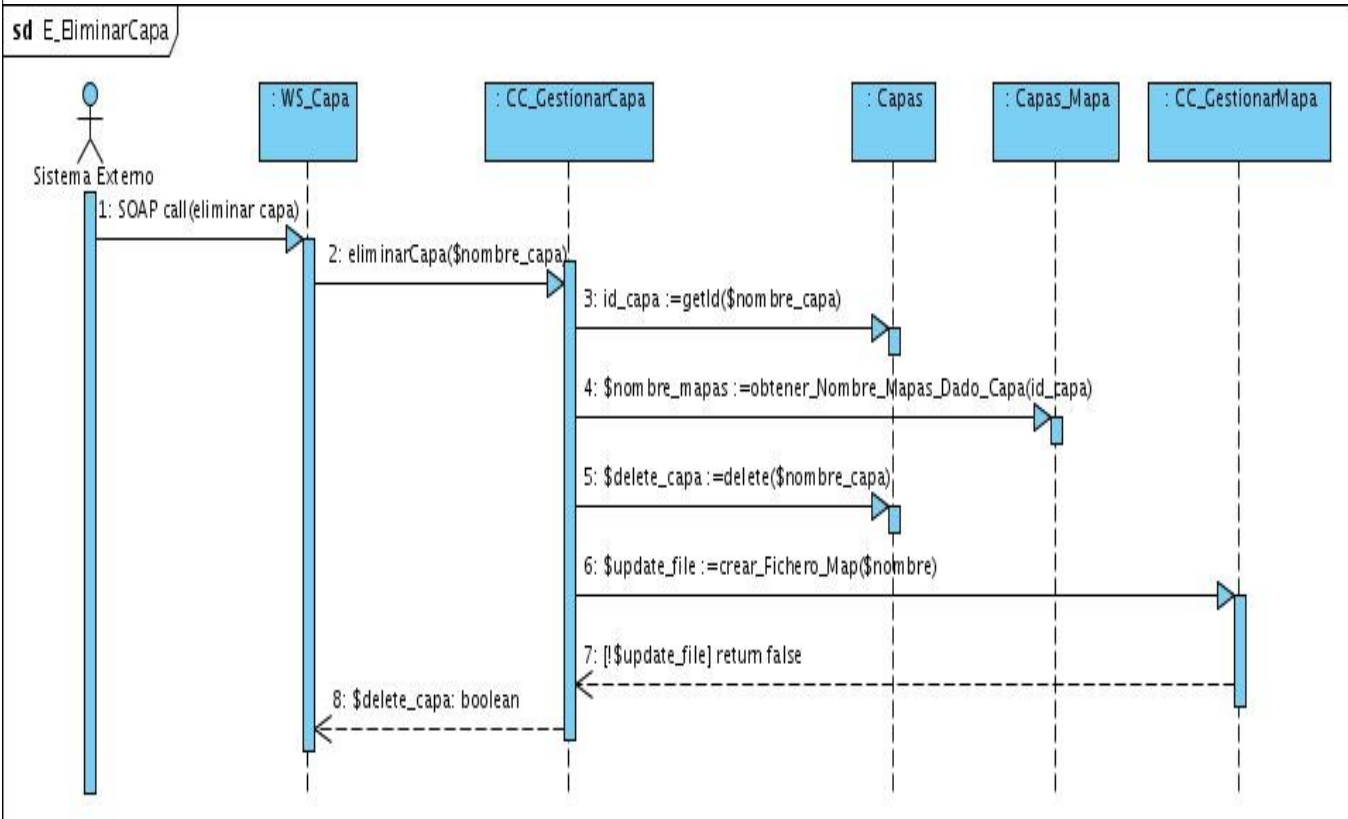 sd E_EliminarCapa
: WS_Capa
: CC_GestionarCapa
: Capas
: Capas_Mapa
: CC_GestionarMapa
Sistema Externo
1: SOAP call(eliminar capa)
2: eliminarCapa($nombre_capa)
3: id_capa :=getId($nombre_capa)
4: $nombre_mapas :=obtener_Nombre_Mapas_Dado_Capa(id_capa)
5: $delete_capa :=delete($nombre_capa)
6: $update_file :=crear_Fichero_Map($nombre)
7: [!$update_file] return false
8: $delete_capa: boolean